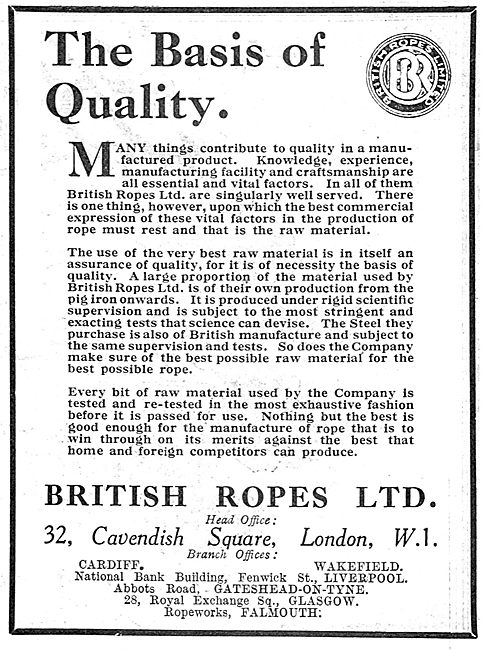 The Basis of
Quality.
BRITISH ROPES LIMITED
BR
MANY things contribute to quality in a manu-
factured product. Knowledge, experience,
manufacturing facility and craftsmanship are
all essential and vital factors. In all of them
British Ropes Ltd. are singularly well served. There
is one thing, however, upon which the best commercial
expression of these vital factors in the production of
rope must rest and that is the raw material.
The use of the very best raw material is in itself an
assurance of quality, for it is of necessity the basis of
quality. A large proportion of the material used by
British Ropes Ltd. is of their own production from the
pig iron onwards. It is produced under rigid scientific
supervision and is subject to the most stringent and
exacting tests that science can devise. The Steel they
purchase is also of British manufacture and subject to
the same supervision and tests. So does the Company
make sure of the best possible raw material for the
best possible rope.
Every bit of raw material used by the Company is
tested and re-tested in the most exhaustive fashion
before it is passed for use. Nothing but the best is
good enough for the manufacture of rope that is to
win through on its merits against the best that
home and foreign competitors can produce.
BRITISH ROPES LTD.
Head Office:
32, Cavendish Square, London, W.1.
Branch Offices:
CARDIFF. WAKEFIELD.
National Bank Building, Fenwick St., LIVERPOOL.
Abbots Road, GATESHEAD-ON-TYNE.
28, Royal Exchange Sq., GLASGOW.
Ropeworks, FALMOUTH.